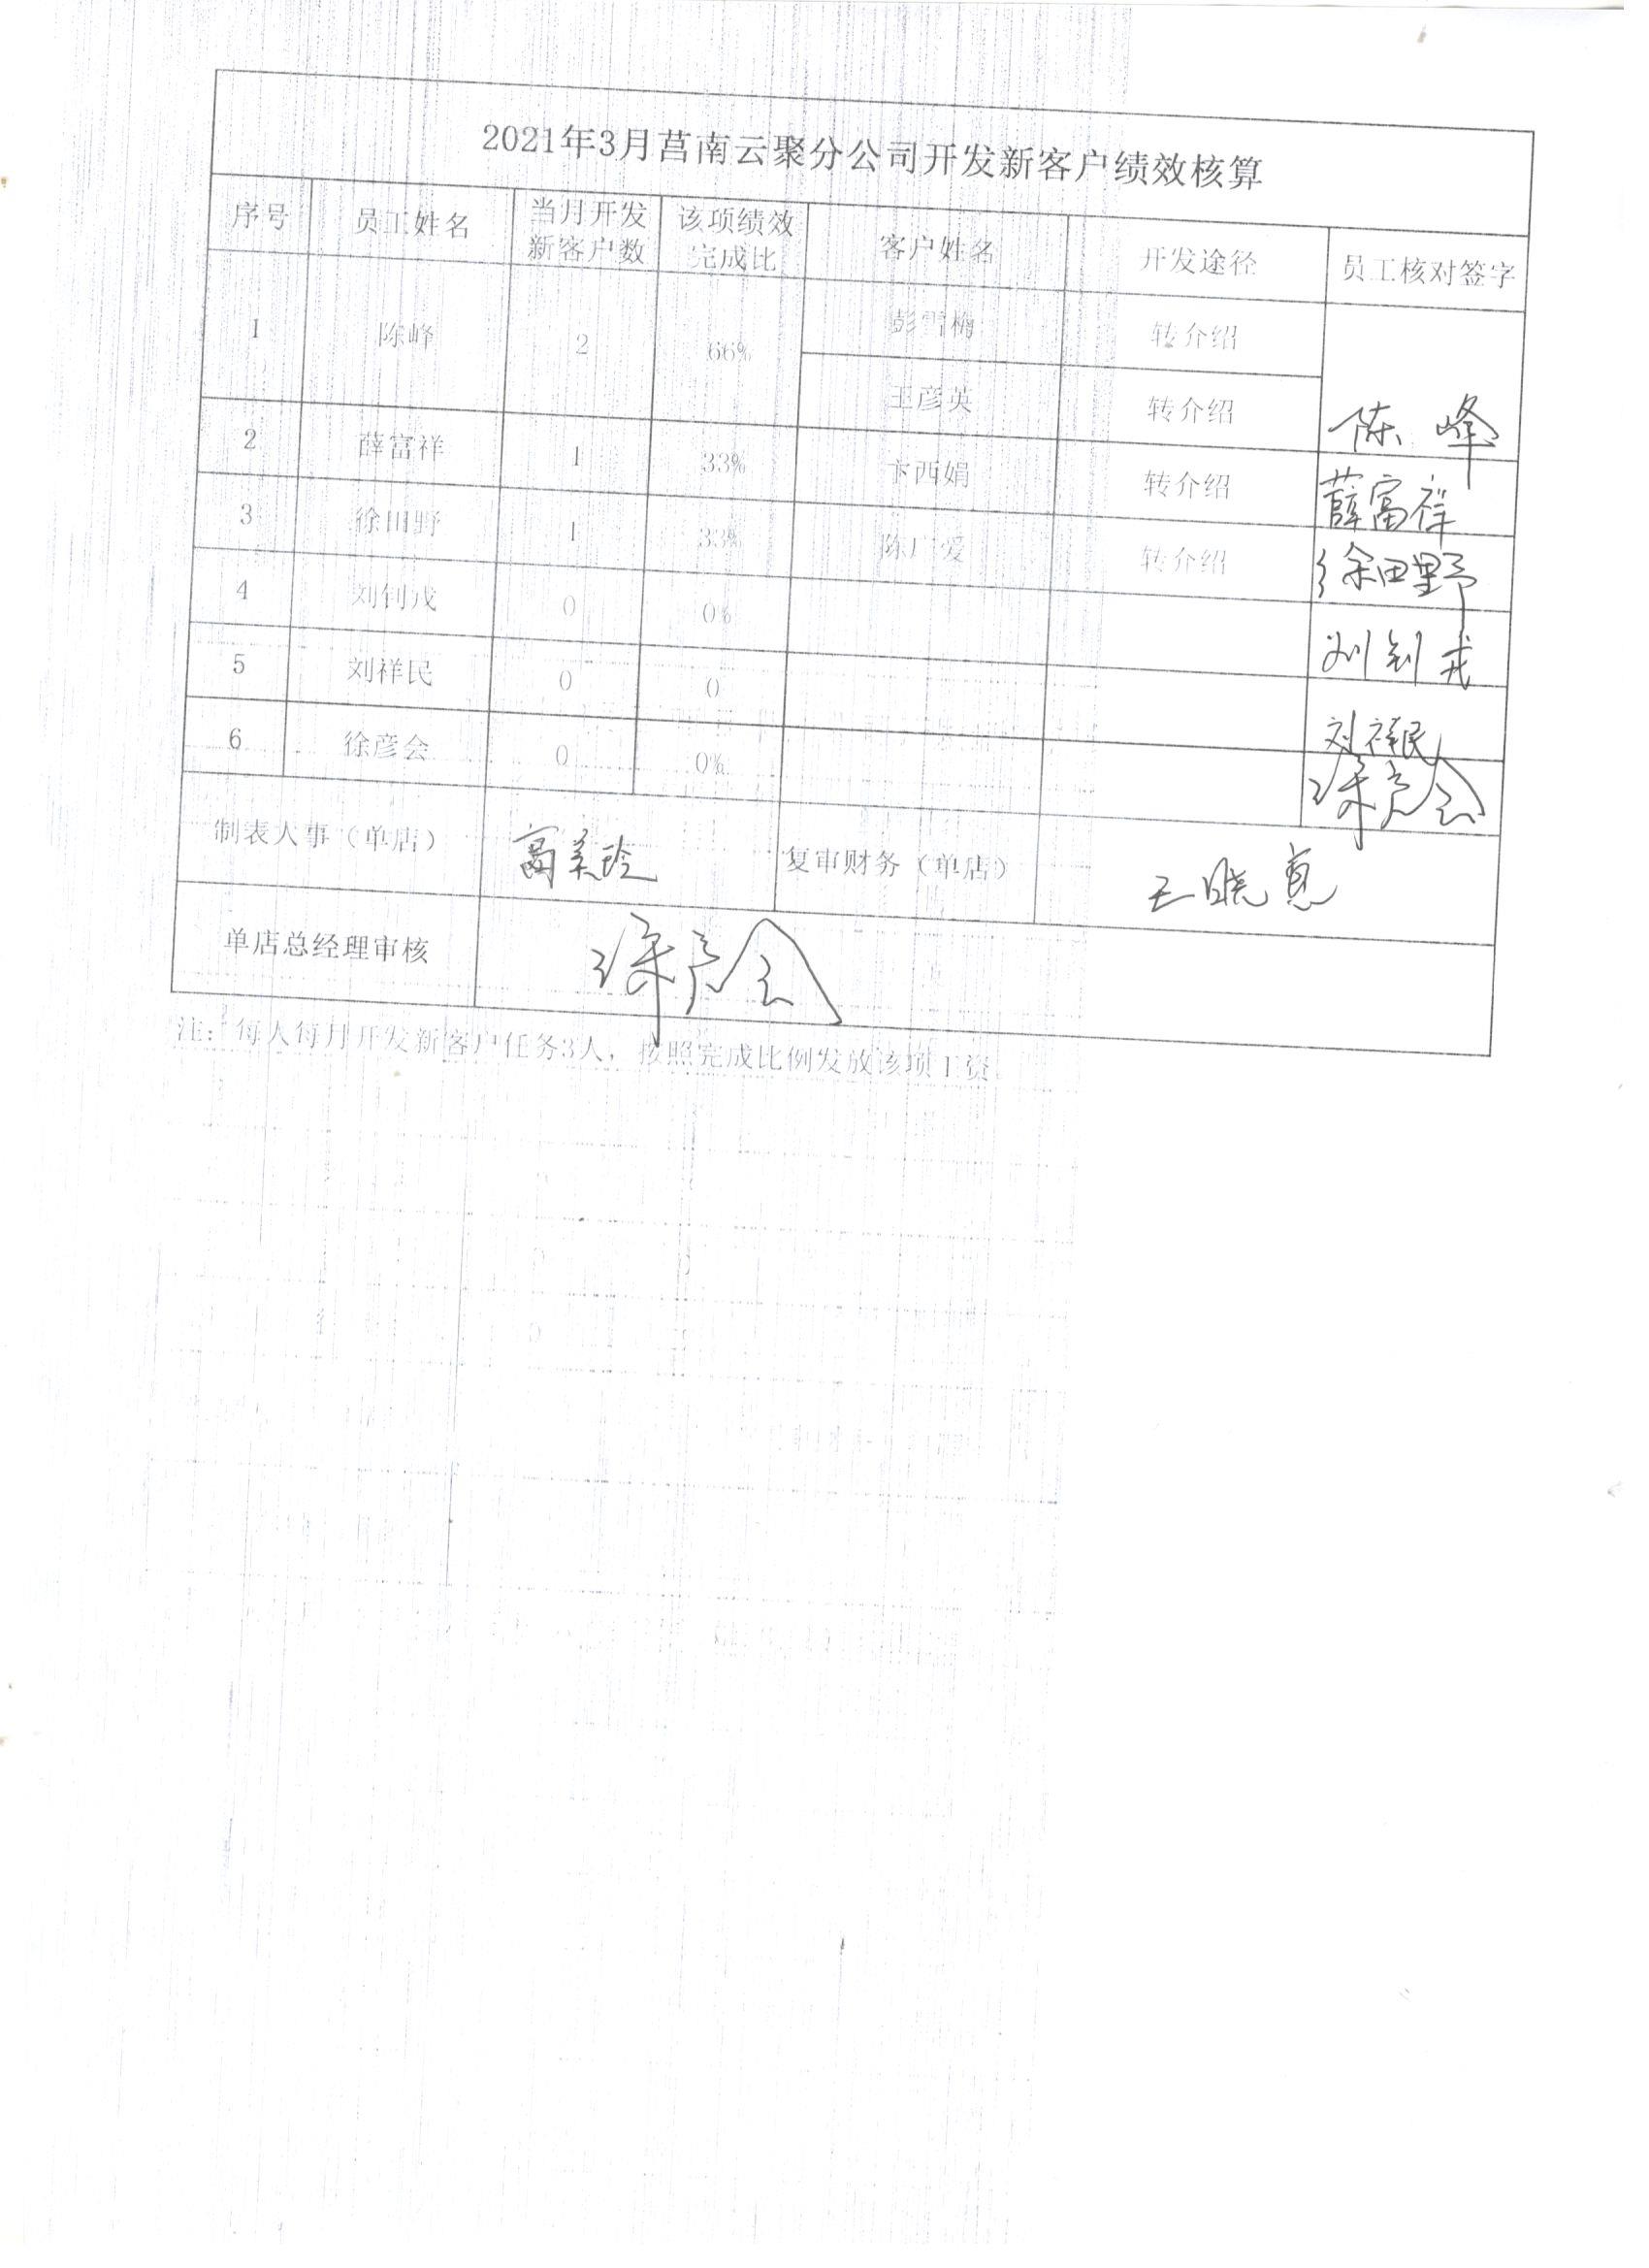 2021年3月莒南云聚分公司开发新客户绩效核算
序号 员工姓名 当月开发新客户数 该项绩效完成比 客户姓名 开发途径 员工核对签字
1 陈峰 2 66% 彭雪梅 转介绍
王彦英 转介绍 陈峰
2 薛富祥 1 33% 卞西娟 转介绍 薛富祥
3 徐田野 1 33% 陈广爱 转介绍 徐田野
4 刘钊戎 0 0% 刘钊戎
5 刘祥民 0 0 刘祥民
6 徐彦会 0 0% 徐彦会
制表人事（单店） 高美玲 复审财务（单店） 王晓
单店总经理审核 徐彦会
注：每人每月开发新客户任务3人，按照完成比例发放该项工资